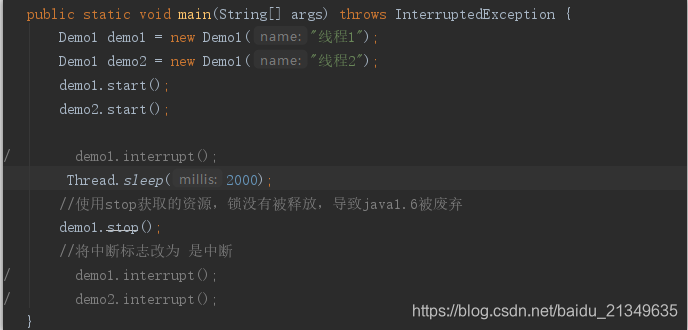 public static void main(String[] args) throws InterruptedException {
Demo1 demo1 = new Demo1( name: "线程1");
Demo1 demo2 = new Demo1( name: "线程2");
demo1.start();
demo2.start();
/ demo1.interrupt();
Thread.sleep( millis: 2000);
//使用stop获取的资源，锁没有被释放，导致java1.6被废弃
demo1.stop();
//将中断标志改为 是中断
/ demo1.interrupt();
/ demo2.interrupt();
}
https://blog.csdn.net/baidu_21349635